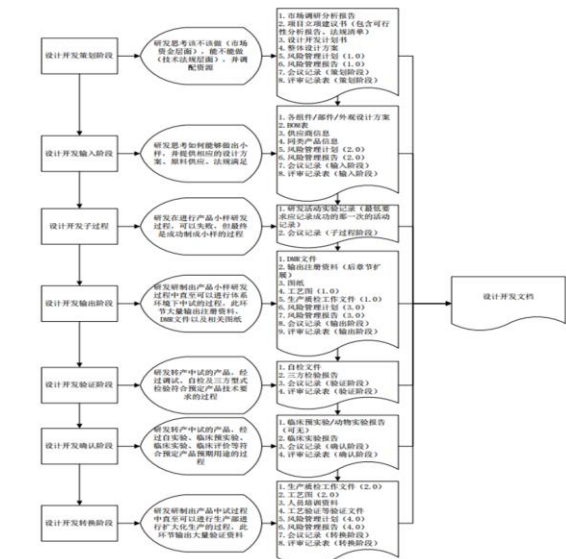 设计开发策划阶段
研发思考该不该做（市场
资金层面），能不能做
（技术法规层面），并调
配资源
1. 市场调研分析报告
2. 项目立项建议书（包含可行
性分析报告、法规清单）
3. 设计开发计划书
4. 整体设计方案
5. 风险管理计划（1.0）
6. 风险管理报告（1.0）
7. 会议记录（策划阶段）
8. 评审记录表（策划阶段）
设计开发输入阶段
研发思考如何能够做出小
样，并提供相应的设计方
案、原料供应、法规满足
1. 各组件/部件/外观设计方案
2. BOM表
3. 供应商信息
4. 同类产品信息
5. 风险管理计划（2.0）
6. 风险管理报告（2.0）
7. 会议记录（输入阶段）
8. 评审记录表（输入阶段）
设计开发子过程
研发在进行产品小样研发
过程，可以失败，但最终
是成功制成小样的过程
1. 研发活动实验记录（最低要
求应记录成功的那一次的活动
记录）
2. 会议记录（子过程阶段）
设计开发输出阶段
研发研制出产品小样研发
过程中直至可以进行体系
环境下中试的过程，此环
节大量输出注册资料、
DMR文件以及相关图纸
1. DMR文件
2. 输出注册资料（后章节扩
展）
3. 图纸
4. 工艺图（1.0）
5. 生产质检工作文件（1.0）
6. 风险管理计划（3.0）
7. 风险管理报告（3.0）
8. 会议记录（输出阶段）
9. 评审记录表（输出阶段）
设计开发文档
设计开发验证阶段
研发转产中试的产品，经
过调试、自检及三方型式
检验符合预定产品技术要
求的过程
1. 自检文件
2. 三方检验报告
3. 会议记录（验证阶段）
4. 评审记录表（验证阶段）
设计开发确认阶段
研发转产中试的产品，经
过自实验、临床预实验、
临床实验、临床评价等符
合预定产品预期用途的过
程
1. 临床预实验/动物实验报告
（可无）
2. 临床实验报告
3. 会议记录（确认阶段）
4. 评审记录表（确认阶段）
设计开发转换阶段
研发研制出产品中试过程
中直至可以进行生产部进
行扩大化生产的过程，此
环节输出大量验证资料
1. 生产质检工作文件（2.0）
2. 工艺图（2.0）
3. 人员培训资料
4. 工艺验证等验证文件
5. 风险管理计划（4.0）
6. 风险管理报告（4.0）
7. 会议记录（转换阶段）
8. 评审记录表（转换阶段）